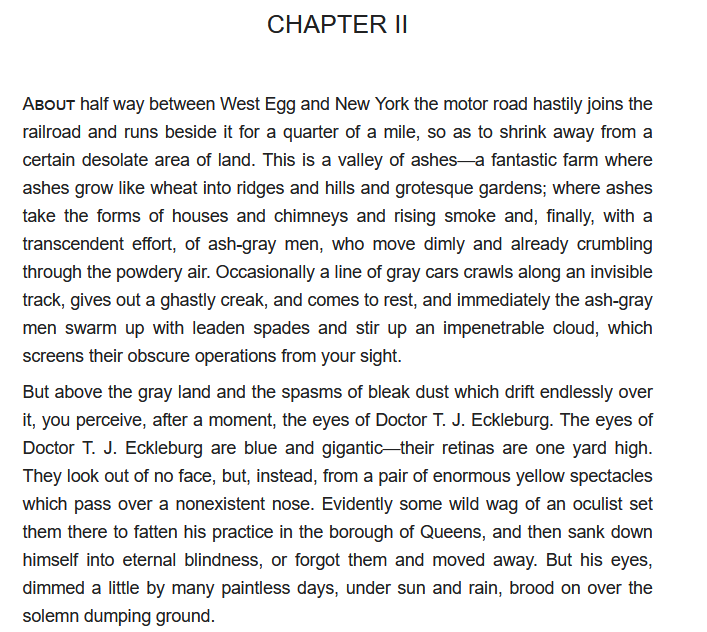 CHAPTER II
ABOUT half way between West Egg and New York the motor road hastily joins the
railroad and runs beside it for a quarter of a mile, so as to shrink away from a
certain desolate area of land. This is a valley of ashes—a fantastic farm where
ashes grow like wheat into ridges and hills and grotesque gardens; where ashes
take the forms of houses and chimneys and rising smoke and, finally, with a
transcendent effort, of ash-gray men, who move dimly and already crumbling
through the powdery air. Occasionally a line of gray cars crawls along an invisible
track, gives out a ghastly creak, and comes to rest, and immediately the ash-gray
men swarm up with leaden spades and stir up an impenetrable cloud, which
screens their obscure operations from your sight.
But above the gray land and the spasms of bleak dust which drift endlessly over
it, you perceive, after a moment, the eyes of Doctor T. J. Eckleburg. The eyes of
Doctor T. J. Eckleburg are blue and gigantic—their retinas are one yard high.
They look out of no face, but, instead, from a pair of enormous yellow spectacles
which pass over a nonexistent nose. Evidently some wild wag of an oculist set
them there to fatten his practice in the borough of Queens, and then sank down
himself into eternal blindness, or forgot them and moved away. But his eyes,
dimmed a little by many paintless days, under sun and rain, brood on over the
solemn dumping ground.